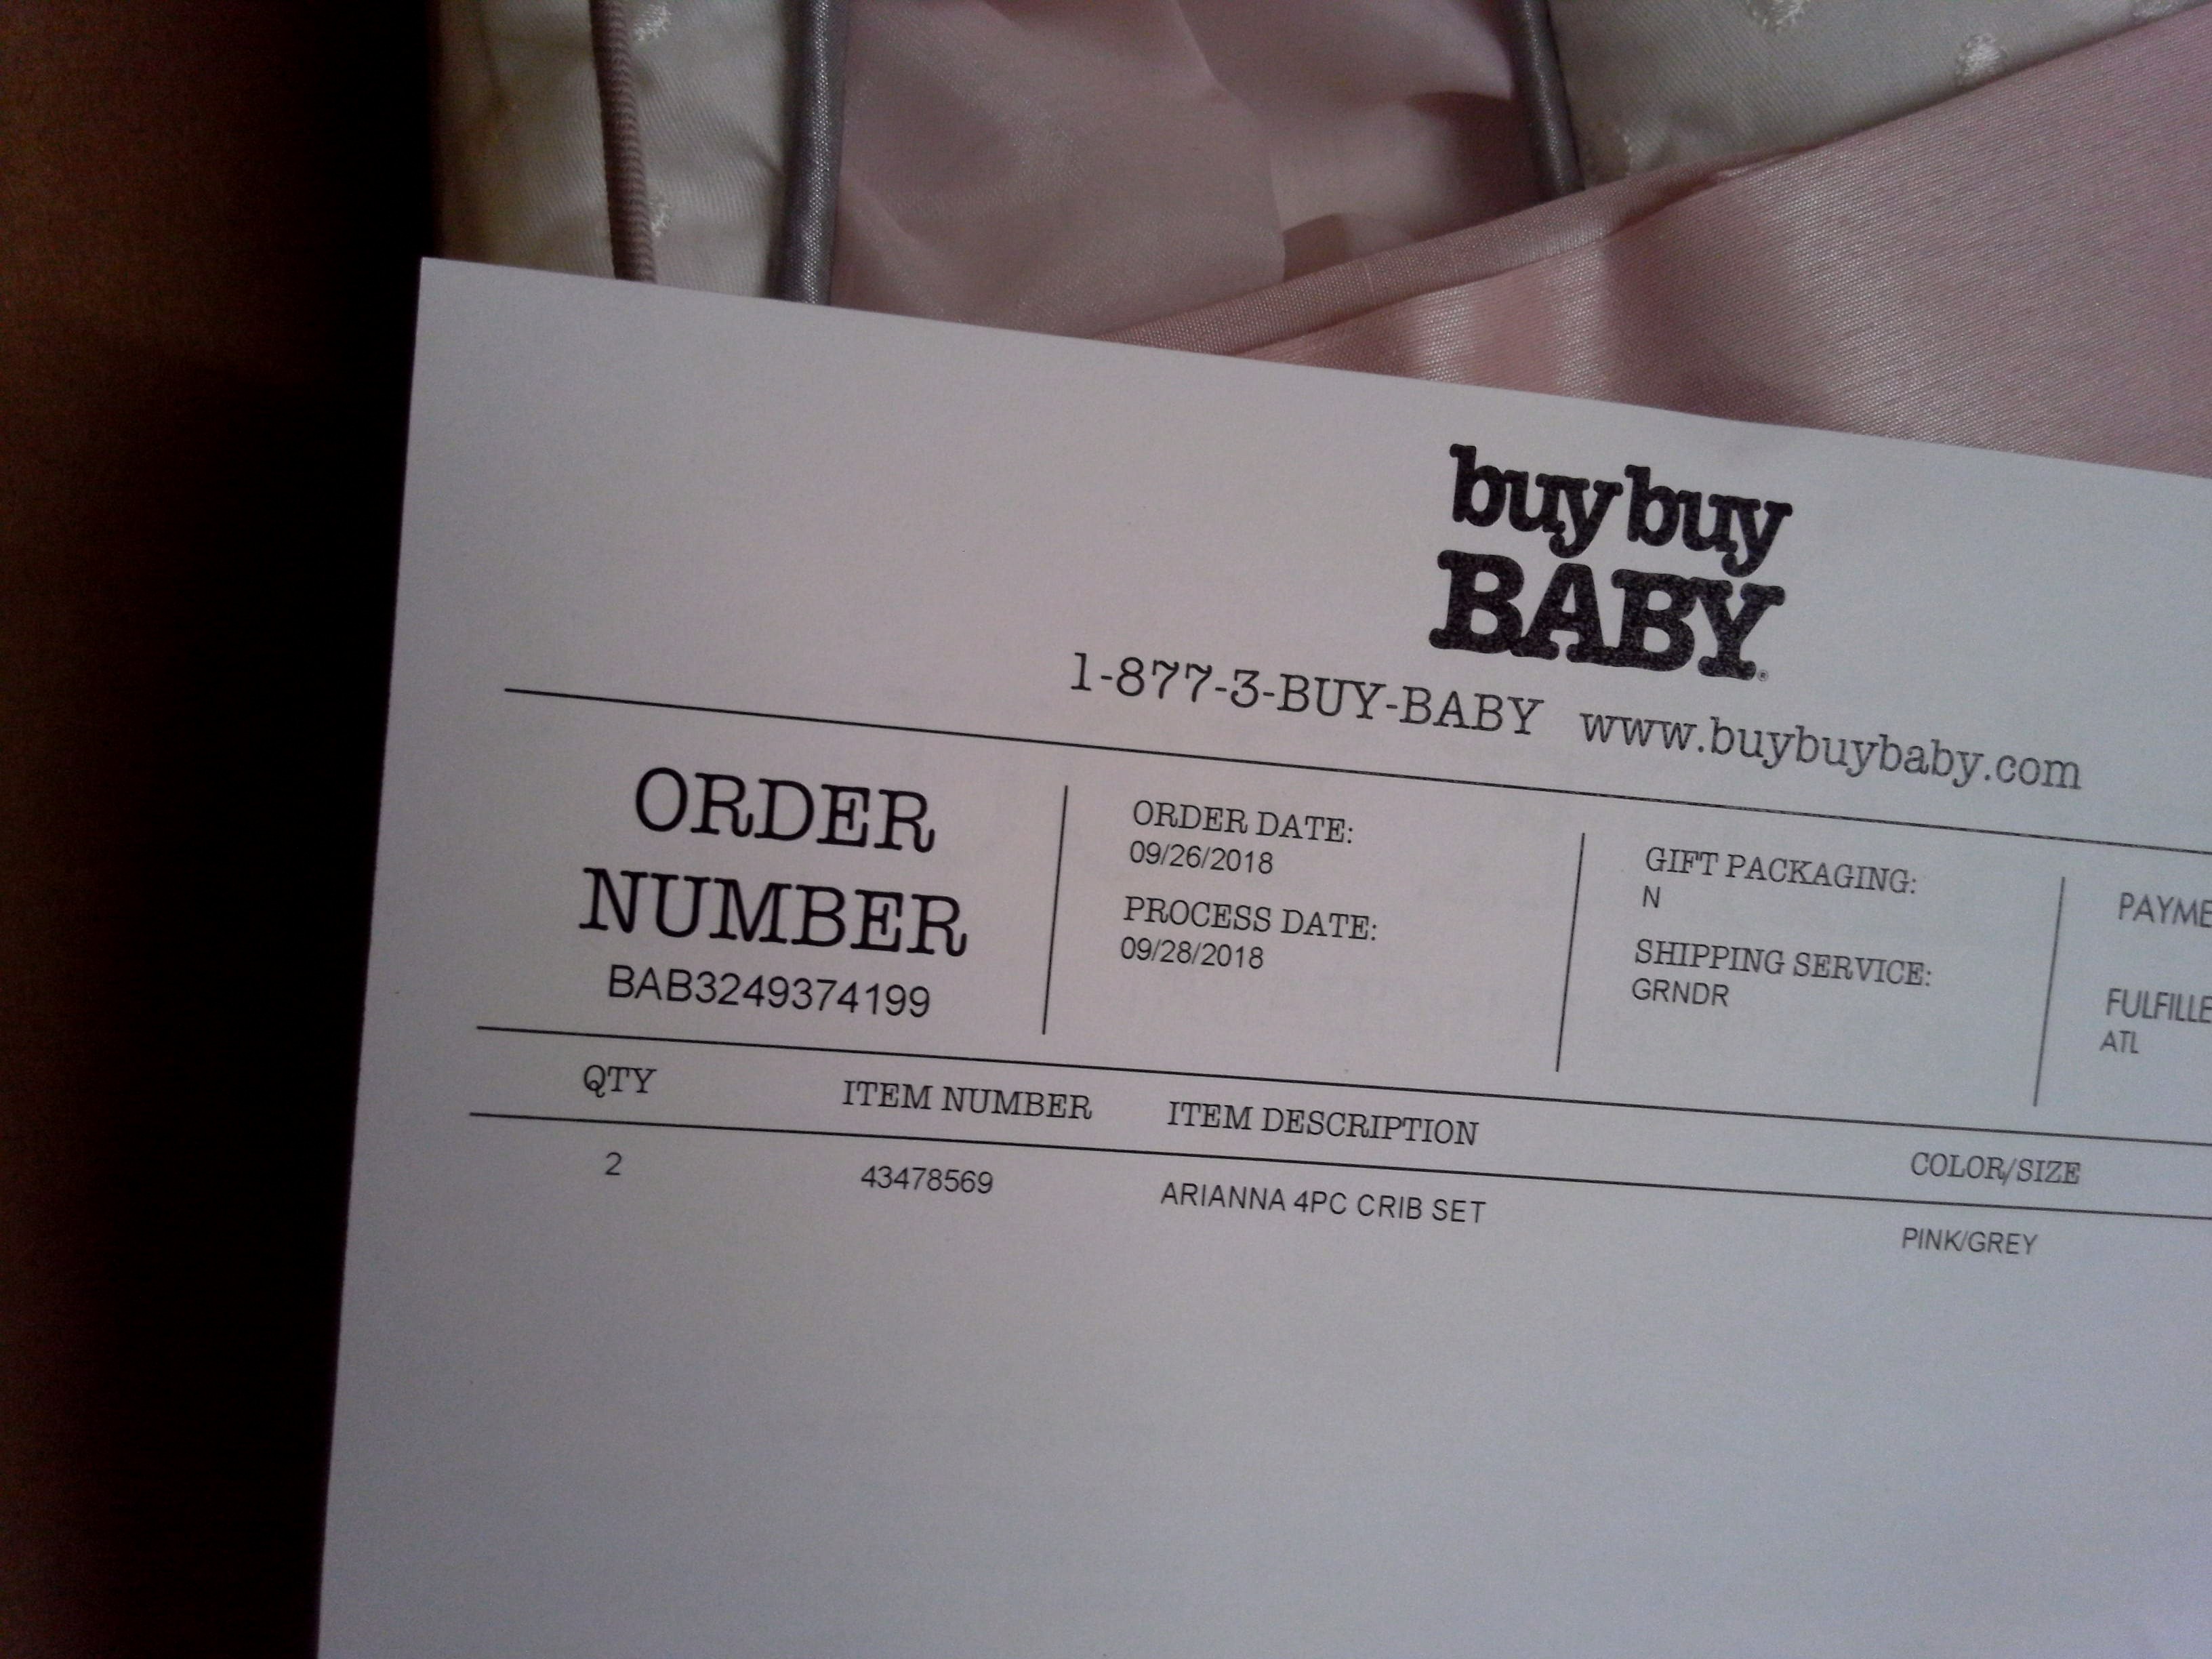 buy buy
BABY®
1-877-3-BUY-BABY www.buybuybaby.com
ORDER
NUMBER
BAB3249374199
ORDER DATE:
09/26/2018
PROCESS DATE:
09/28/2018
GIFT PACKAGING:
N
SHIPPING SERVICE:
GRNDR
PAYME
FULFILLE
ATL
QTY ITEM NUMBER ITEM DESCRIPTION COLOR/SIZE
2 43478569 ARIANNA 4PC CRIB SET PINK/GREY